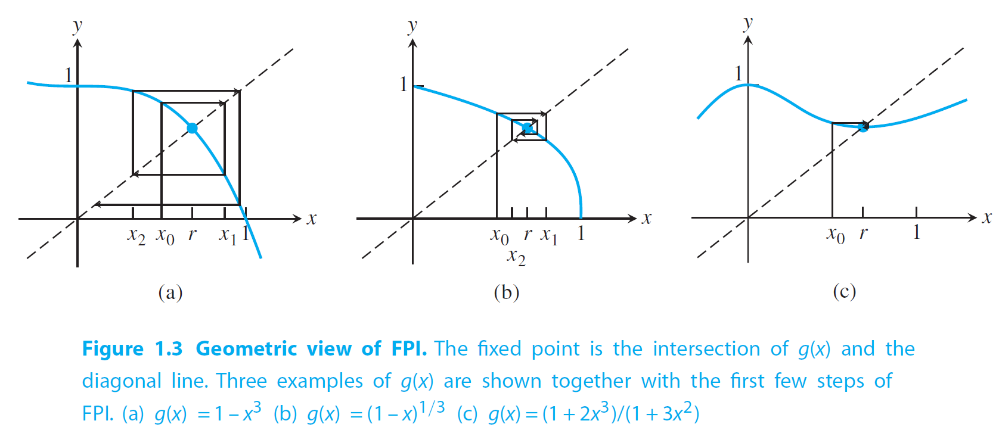 y
1
x
x₂ x₀ r x₁ 1
(a)
y
1
x
x₀ r x₁ 1
x₂
(b)
y
1
x
x₀ r 1
(c)
Figure 1.3 Geometric view of FPI. The fixed point is the intersection of g(x) and the
diagonal line. Three examples of g(x) are shown together with the first few steps of
FPI. (a) g(x) = 1 – x³ (b) g(x) = (1 – x)^{1/3} (c) g(x) = (1 + 2x³)/(1 + 3x²)